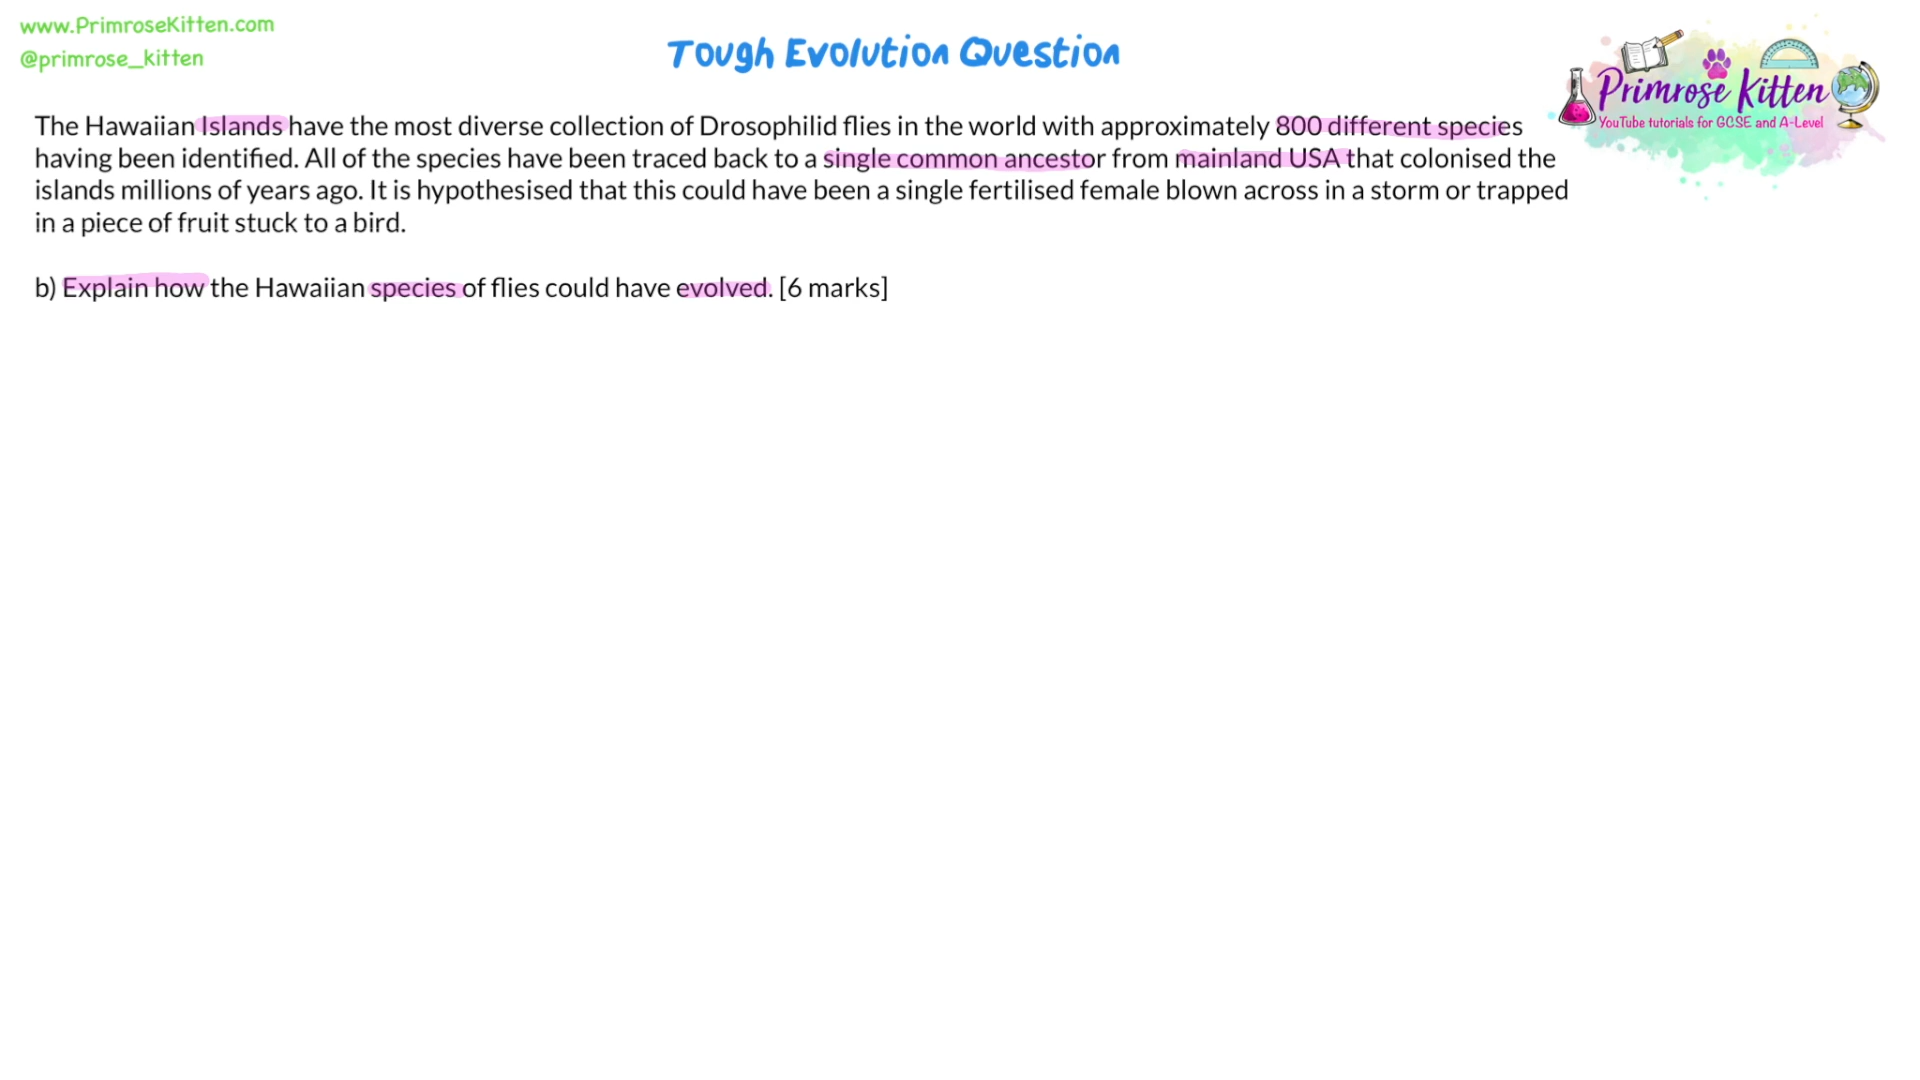 www.PrimroseKitten.com
@primrose_kitten
Tough Evolution Question
Primrose Kitten
YouTube tutorials for GCSE and A-Level
The Hawaiian Islands have the most diverse collection of Drosophilid flies in the world with approximately 800 different species
having been identified. All of the species have been traced back to a single common ancestor from mainland USA that colonised the
islands millions of years ago. It is hypothesised that this could have been a single fertilised female blown across in a storm or trapped
in a piece of fruit stuck to a bird.
b) Explain how the Hawaiian species of flies could have evolved. [6 marks]